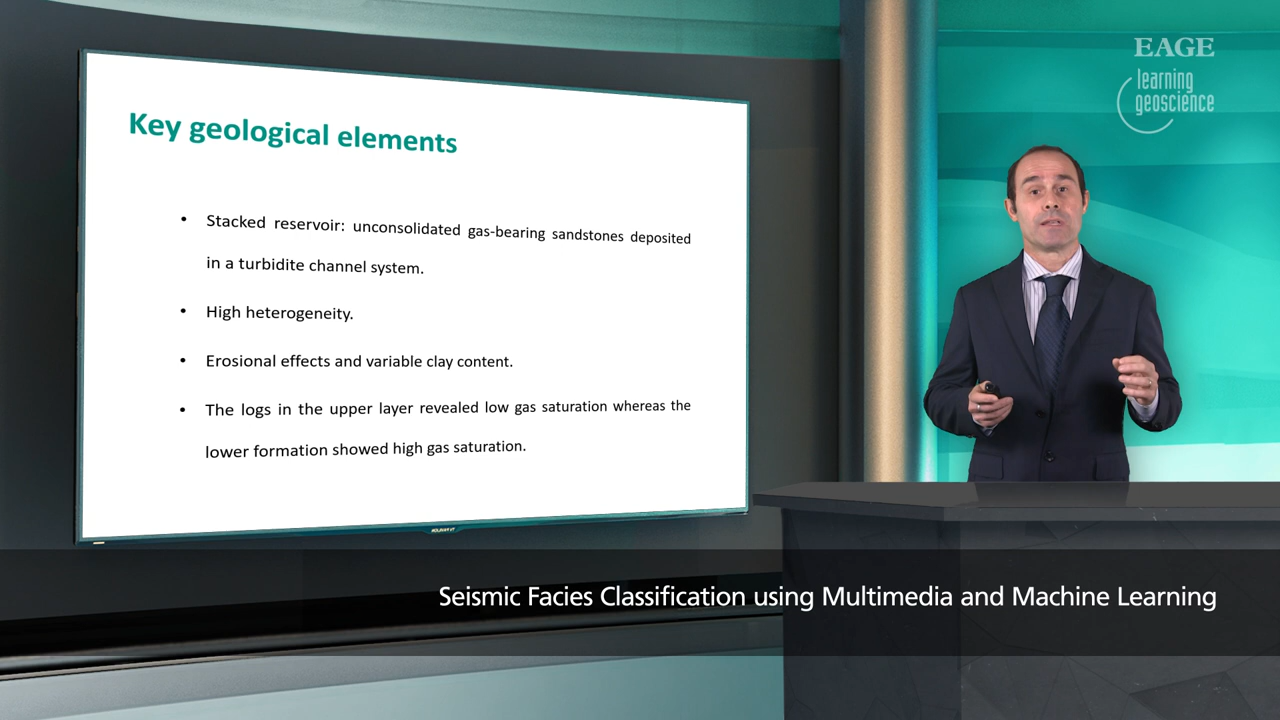 EAGE
learning
geoscience
Key geological elements
• Stacked reservoir: unconsolidated gas-bearing sandstones deposited
in a turbidite channel system.
• High heterogeneity.
• Erosional effects and variable clay content.
• The logs in the upper layer revealed low gas saturation whereas the
lower formation showed high gas saturation.
Seismic Facies Classification using Multimedia and Machine Learning